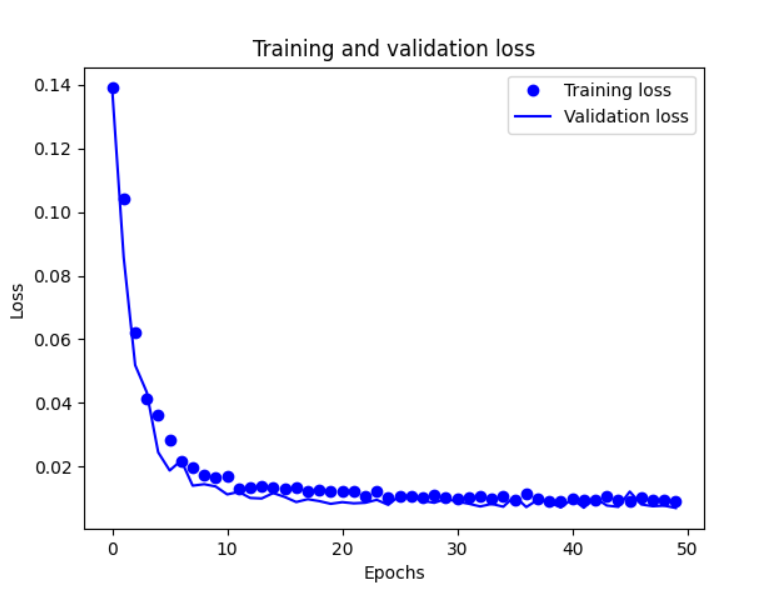 Training and validation loss
Training loss
Validation loss
Loss
0.14
0.12
0.10
0.08
0.06
0.04
0.02
0
10
20
30
40
50
Epochs